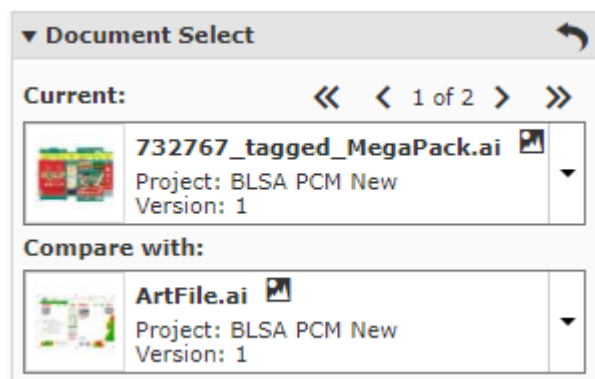 Document Select
Current:
1 of 2
732767_tagged_MegaPack.ai
Project: BLSA PCM New
Version: 1
Compare with:
ArtFile.ai
Project: BLSA PCM New
Version: 1